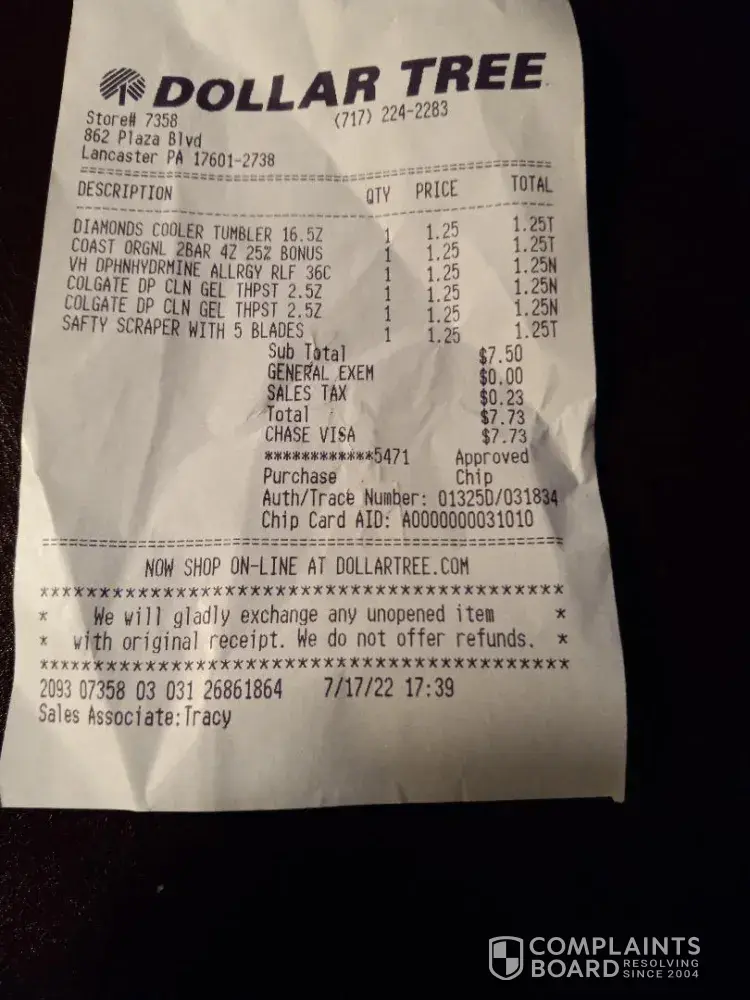 DOLLAR TREE
Store# 7358 (717) 224-2283
862 Plaza Blvd
Lancaster PA 17601-2738
================================================
DESCRIPTION QTY PRICE TOTAL
------------------------------------------------
DIAMONDS COOLER TUMBLER 16.5Z 1 1.25 1.25T
COAST ORGNL 2BAR 4Z 25% BONUS 1 1.25 1.25T
VH DPHNHYDRMINE ALLRGY RLF 36C 1 1.25 1.25N
COLGATE DP CLN GEL THPST 2.5Z 1 1.25 1.25N
COLGATE DP CLN GEL THPST 2.5Z 1 1.25 1.25N
SAFTY SCRAPER WITH 5 BLADES 1 1.25 1.25T
Sub Total $7.50
GENERAL EXEM $0.00
SALES TAX $0.23
Total $7.73
CHASE VISA $7.73
************5471 Approved
Purchase Chip
Auth/Trace Number: 01325D/031834
Chip Card AID: A0000000031010
================================================
NOW SHOP ON-LINE AT DOLLARTREE.COM
****************************************
* We will gladly exchange any unopened item *
* with original receipt. We do not offer refunds. *
****************************************
2093 07358 03 031 26861864 7/17/22 17:39
Sales Associate:Tracy
COMPLAINTS
BOARD RESOLVING SINCE 2004